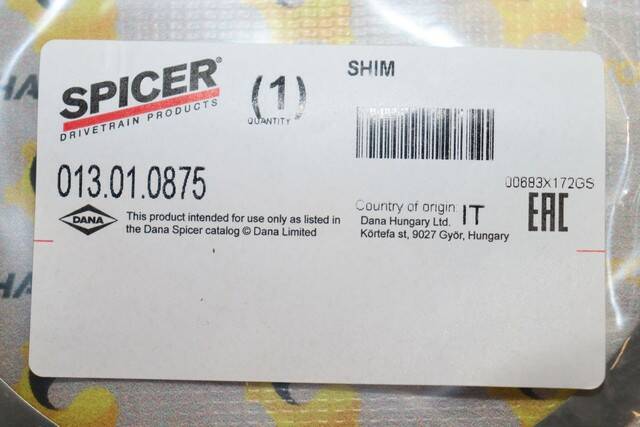 SPICER®
DRIVETRAIN PRODUCTS
(1)
QUANTITY
SHIM
013.01.0875
00683X172GS
DANA
This product intended for use only as listed in
the Dana Spicer catalog © Dana Limited
Country of origin IT
Dana Hungary Ltd.
Körtefa st, 9027 Győr, Hungary
EAC